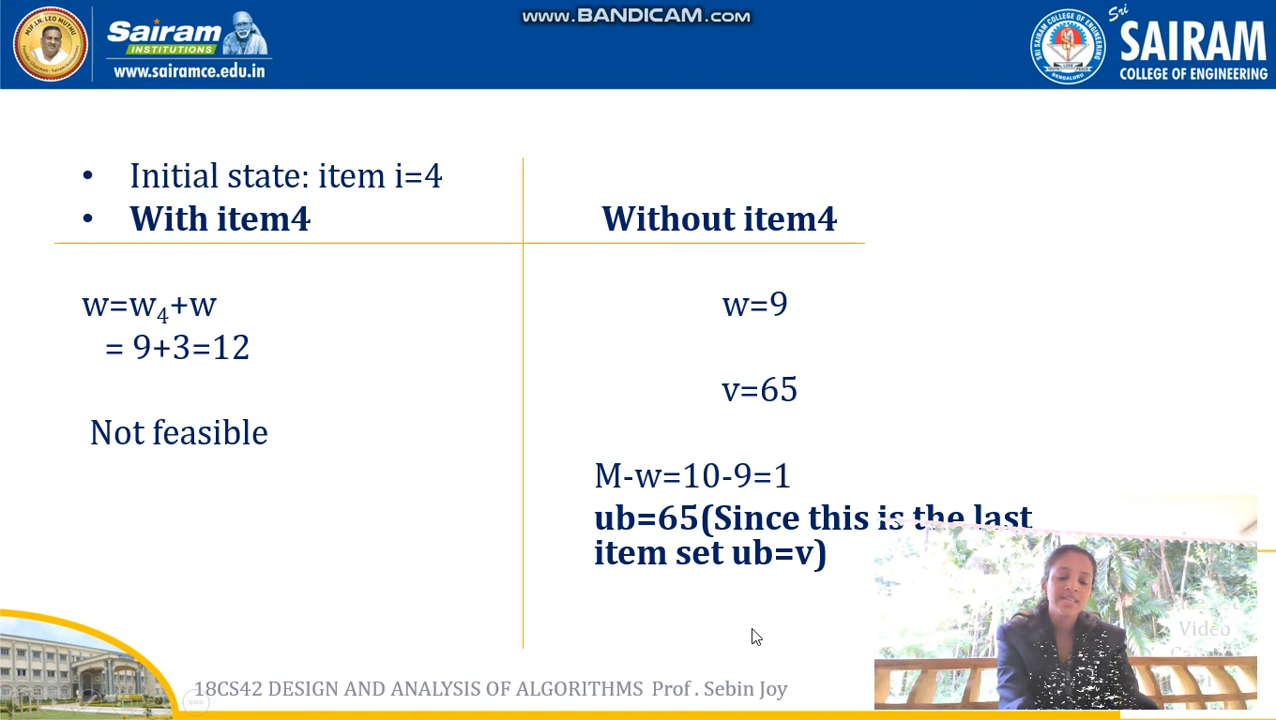 www.BANDICAM.com
Sairam
INSTITUTIONS
www.sairamce.edu.in
Sri
SAIRAM
COLLEGE OF ENGINEERING
• Initial state: item i=4
• With item4
Without item4
w=w4+w
= 9+3=12
Not feasible
w=9
v=65
M-w=10-9=1
ub=65(Since this is the last
item set ub=v)
Video
18CS42 DESIGN AND ANALYSIS OF ALGORITHMS Prof . Sebin Joy